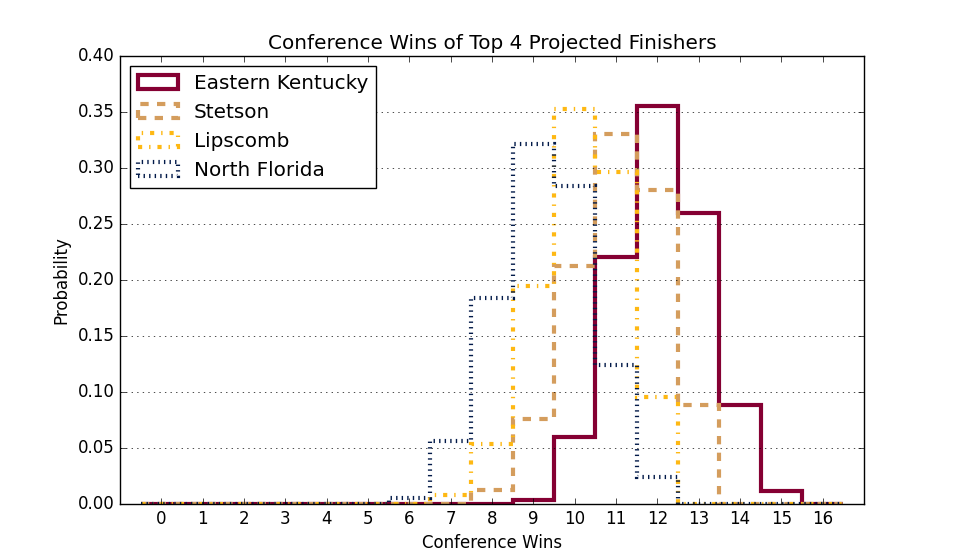 Conference Wins of Top 4 Projected Finishers
0.40
0.35
0.30
0.25
0.20
0.15
0.10
0.05
0.00
Probability
Eastern Kentucky
Stetson
Lipscomb
North Florida
0 1 2 3 4 5 6 7 8 9 10 11 12 13 14 15 16
Conference Wins